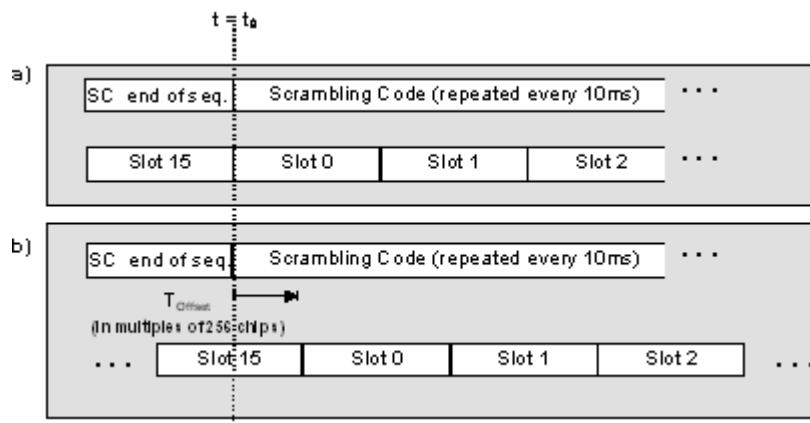 t = t₀
a)
SC end of seq. Scrambling Code (repeated every 10ms) ...
Slot 15 Slot 0 Slot 1 Slot 2 ...
b)
SC end of seq. Scrambling Code (repeated every 10ms) ...
T Offset
(in multiples of 256 chips)
... Slot 15 Slot 0 Slot 1 Slot 2 ...